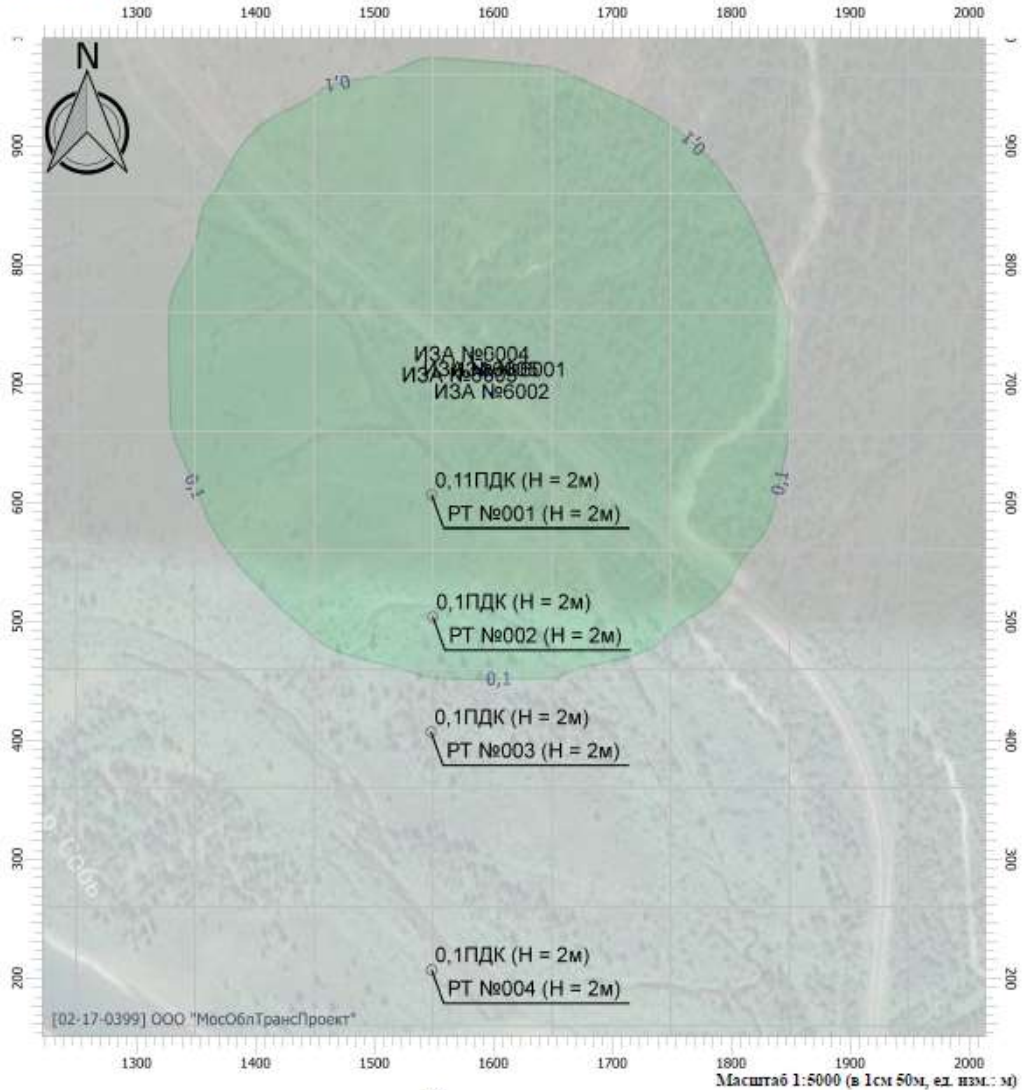 1300 1400 1500 1600 1700 1800 1900 2000
N
0,1
0,1
900 900
800 800
ИЗА №6004
ИЗА №6002
700 700
0,1
0,1
0,11ПДК (Н = 2м)
600 600
РТ №001 (Н = 2м)
0,1ПДК (Н = 2м)
500 500
РТ №002 (Н = 2м)
0,1
0,1ПДК (Н = 2м)
400 400
РТ №003 (Н = 2м)
300 300
0,1ПДК (Н = 2м)
200 200
РТ №004 (Н = 2м)
[02-17-0399] ООО "МосОблТрансПроект"
1300 1400 1500 1600 1700 1800 1900 2000
Масштаб 1:5000 (в 1см 50м, ед. изм.: м)